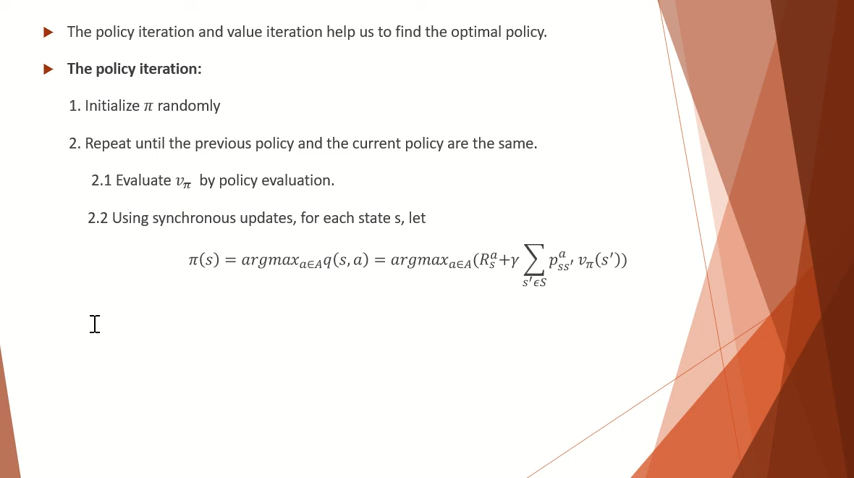 The policy iteration and value iteration help us to find the optimal policy.
The policy iteration:
1. Initialize π randomly
2. Repeat until the previous policy and the current policy are the same.
2.1 Evaluate v_π by policy evaluation.
2.2 Using synchronous updates, for each state s, let
π(s) = argmax_{a∈A} q(s, a) = argmax_{a∈A}(R_s^a + γ ∑_{s'∈S} p_{ss'}^a v_π(s'))